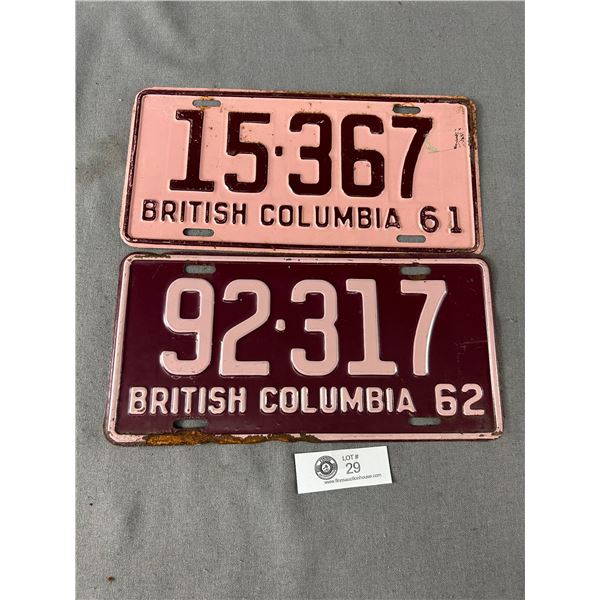 15·367
BRITISH COLUMBIA 61
92·317
BRITISH COLUMBIA 62
LOT #
29